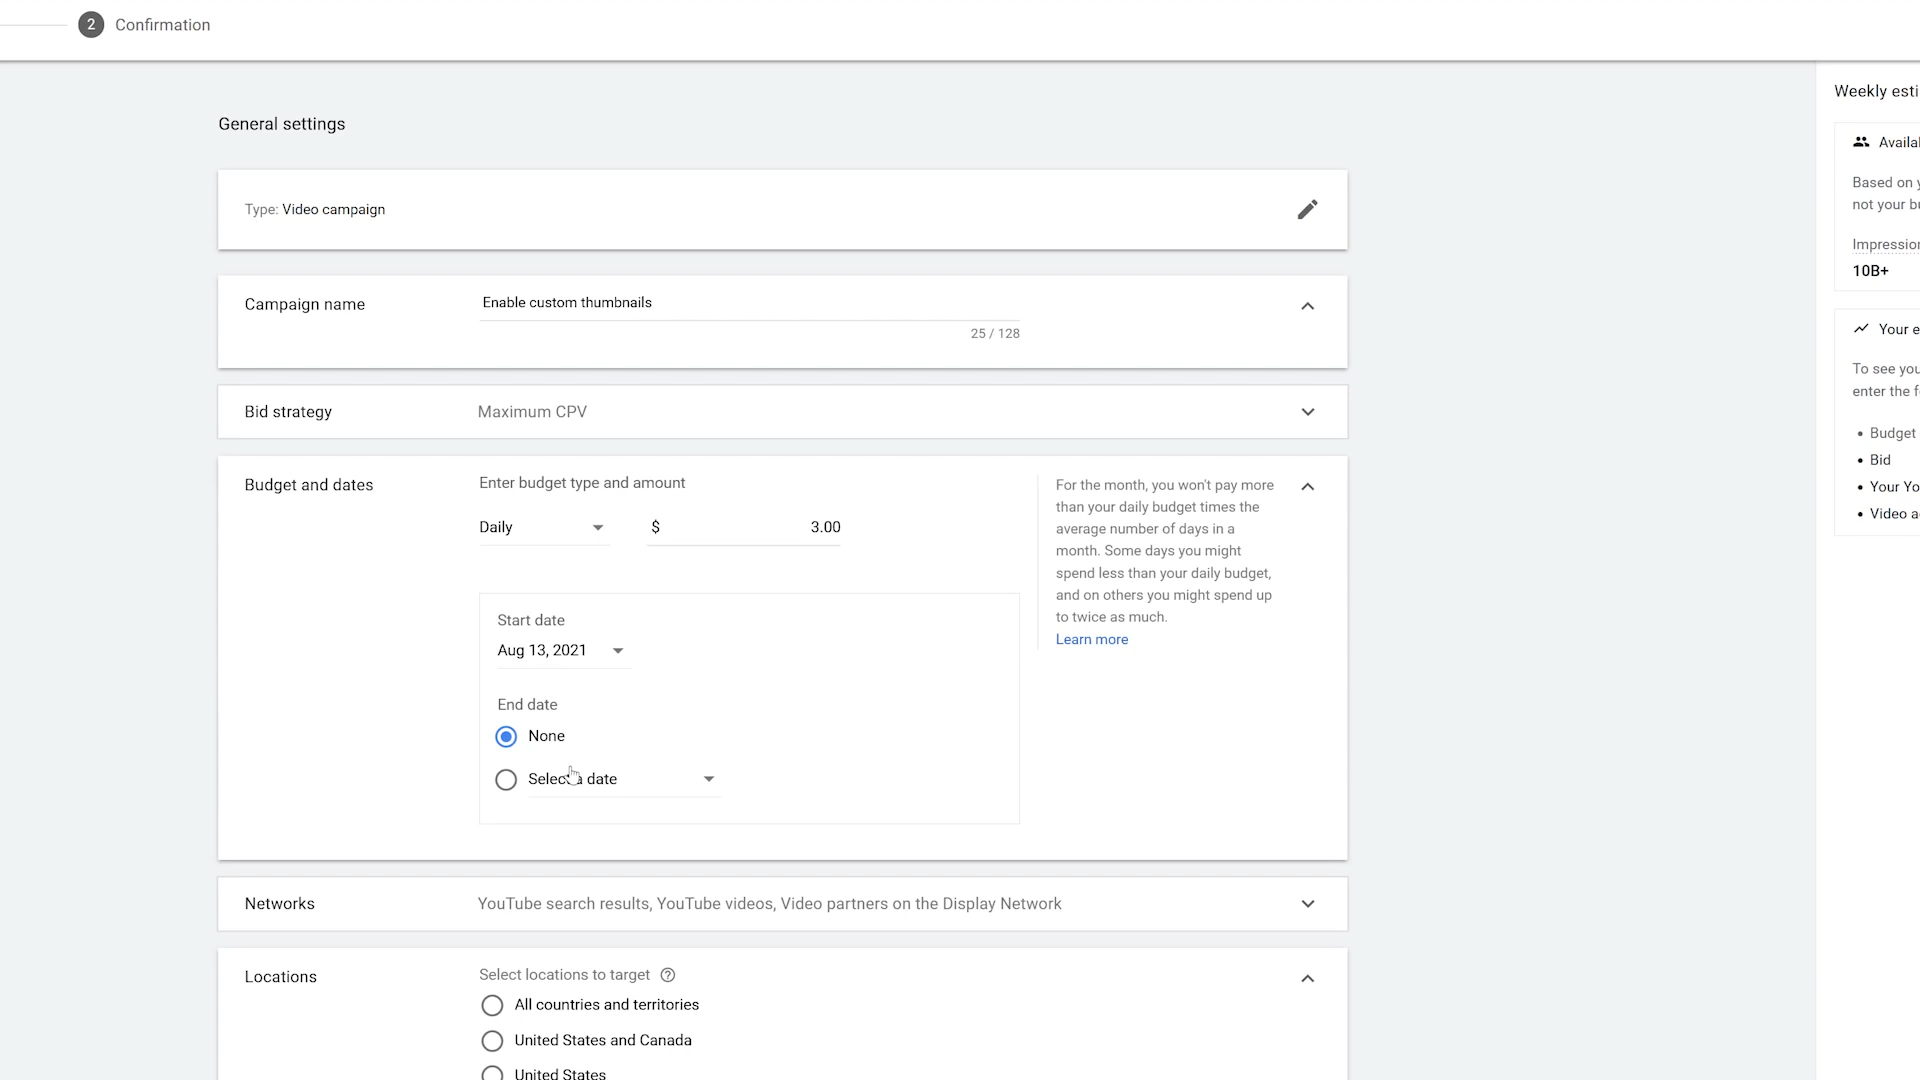 2 Confirmation
General settings
Type: Video campaign
Campaign name
Enable custom thumbnails
25 / 128
Bid strategy
Maximum CPV
Budget and dates
Enter budget type and amount
Daily
$ 3.00
For the month, you won't pay more
than your daily budget times the
average number of days in a
month. Some days you might
spend less than your daily budget,
and on others you might spend up
to twice as much.
Learn more
Start date
Aug 13, 2021
End date
None
Select a date
Networks
YouTube search results, YouTube videos, Video partners on the Display Network
Locations
Select locations to target
All countries and territories
United States and Canada
United States
Weekly esti
Availa
Based on y
not your bu
Impression
10B+
Your e
To see you
enter the f
• Budget
• Bid
• Your Yo
• Video a